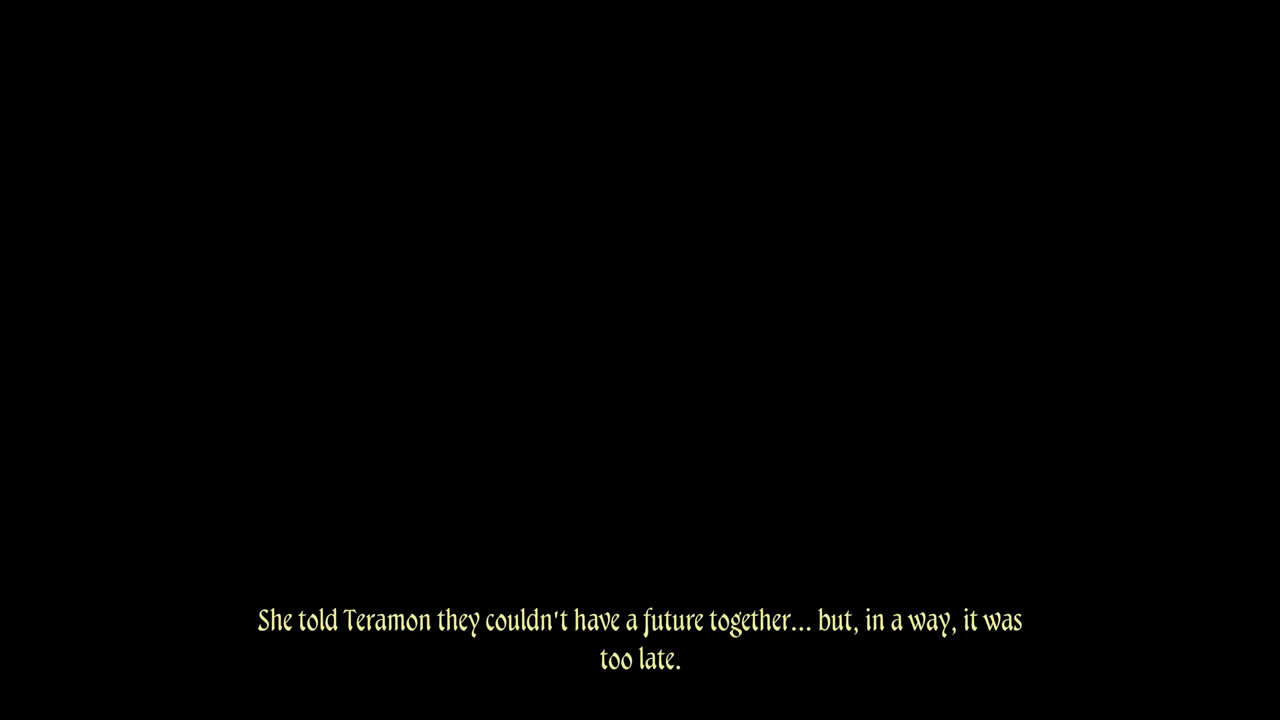 She told Teramon they couldn't have a future together... but, in a way, it was
too late.